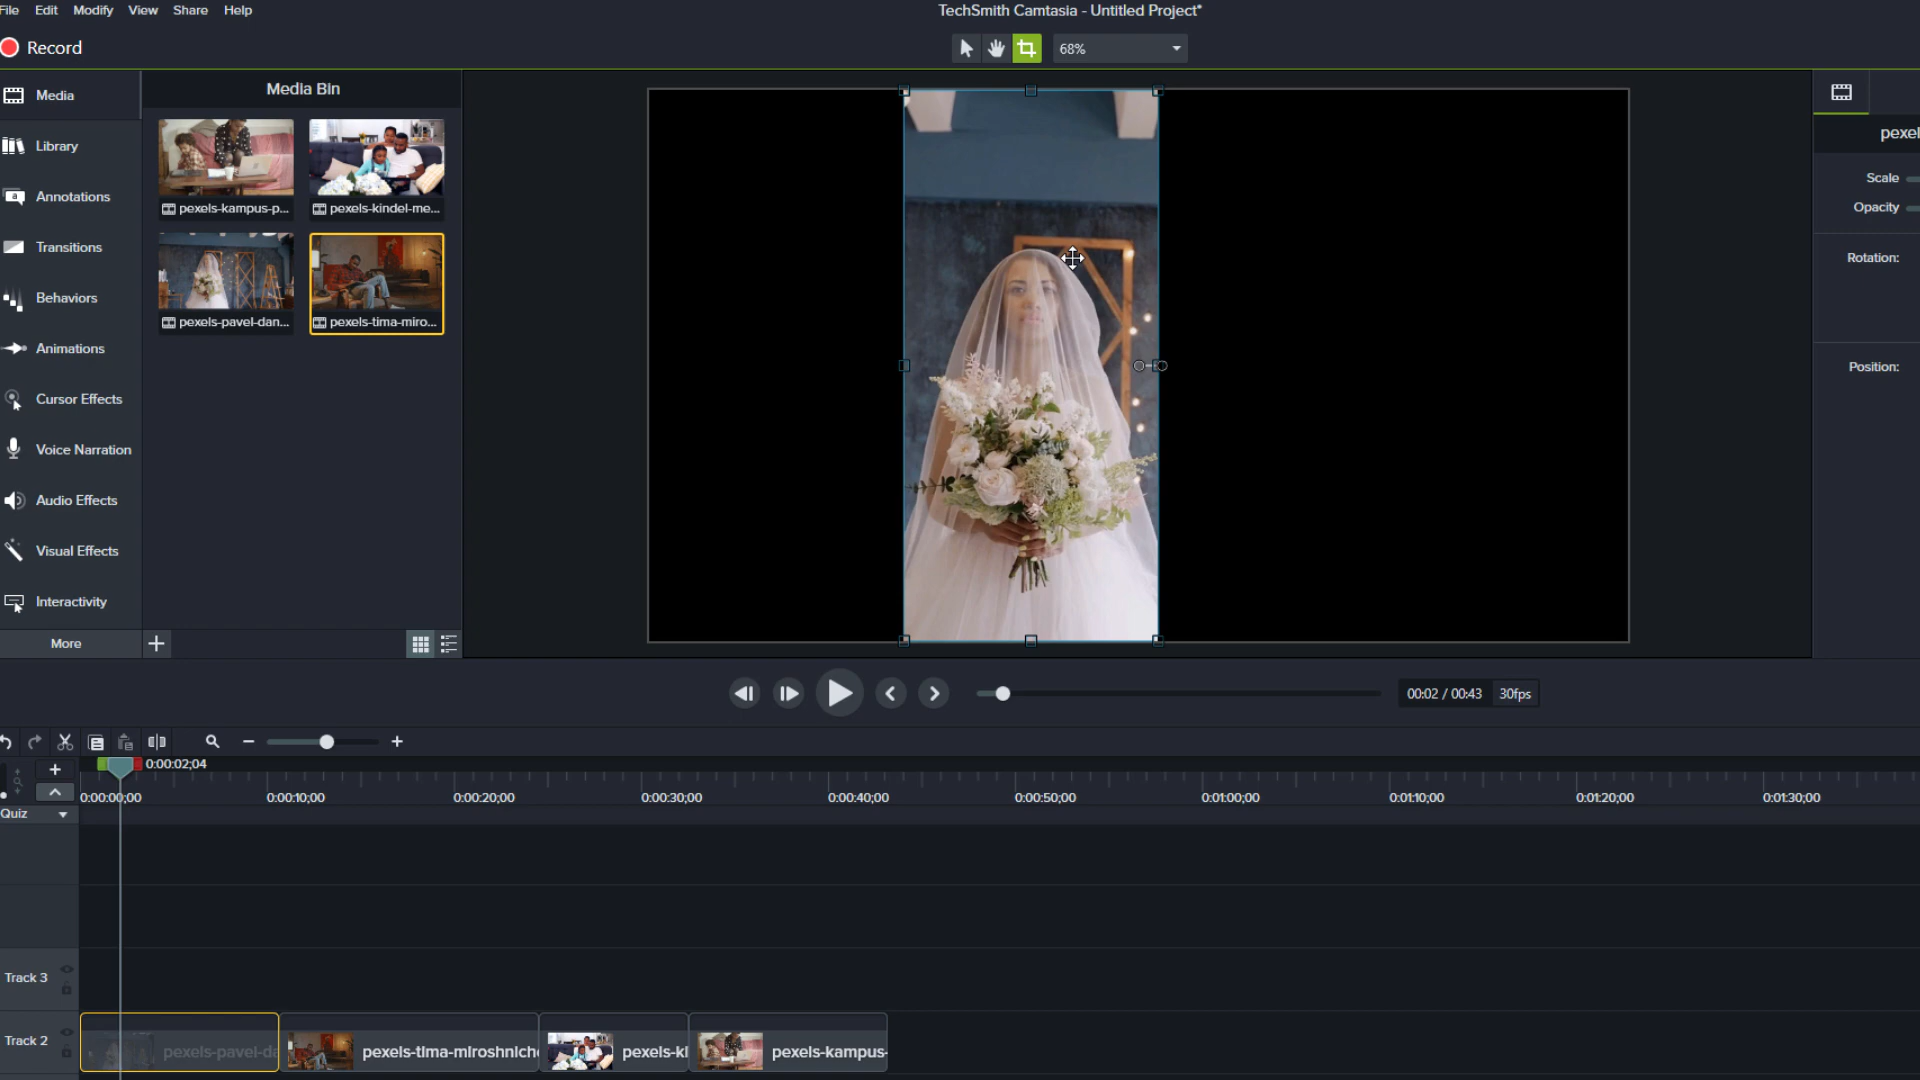 File Edit Modify View Share Help
TechSmith Camtasia - Untitled Project*
Record
68%
Media
Library
Annotations
Transitions
Behaviors
Animations
Cursor Effects
Voice Narration
Audio Effects
Visual Effects
Interactivity
More
Media Bin
pexels-kampus-p...
pexels-kindel-me...
pexels-pavel-dan...
pexels-tima-miro...
pexel
Scale
Opacity
Rotation:
Position:
00:02 / 00:43 30fps
0:00:02;04
0:00:00;00 0:00:10;00 0:00:20;00 0:00:30;00 0:00:40;00 0:00:50;00 0:01:00;00 0:01:10;00 0:01:20;00 0:01:30;00
Quiz
Track 3
Track 2
pexels-pavel-da
pexels-tima-miroshniche
pexels-ki
pexels-kampus-